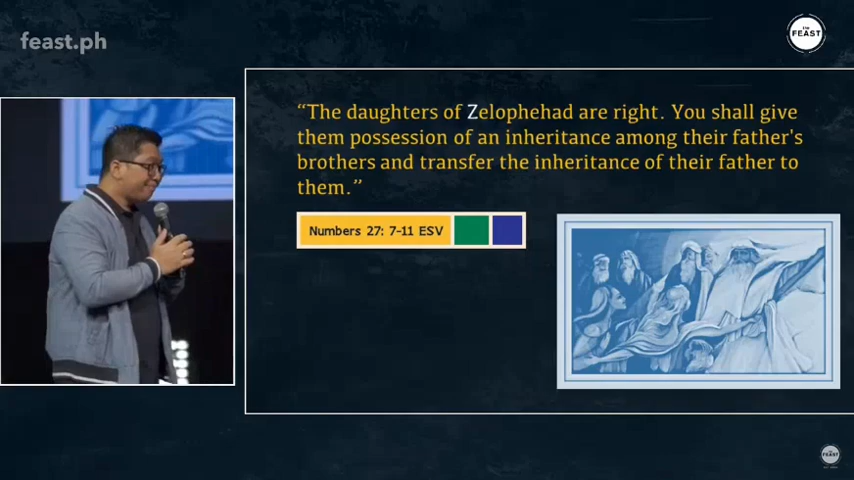 feast.ph
THE
FEAST
“The daughters of Zelophehad are right. You shall give
them possession of an inheritance among their father's
brothers and transfer the inheritance of their father to
them.”
Numbers 27: 7-11 ESV
FEAST